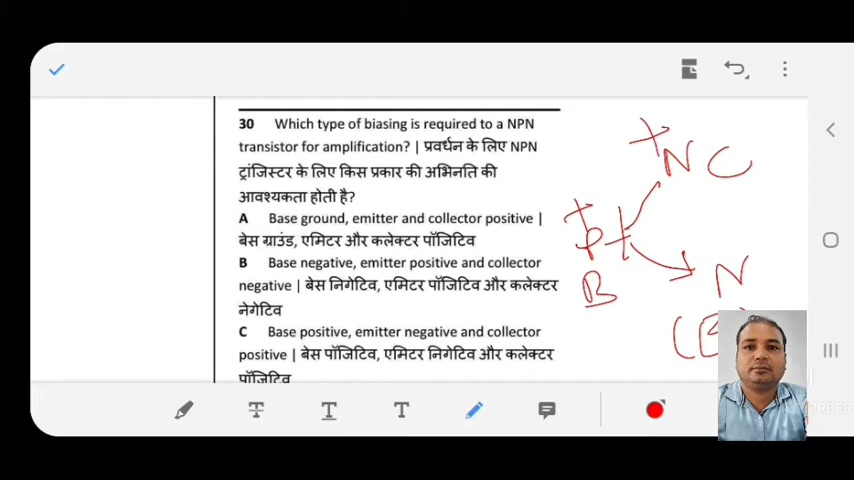 30 Which type of biasing is required to a NPN
transistor for amplification? | प्रवर्धन के लिए NPN
ट्रांजिस्टर के लिए किस प्रकार की अभिनति की
आवश्यकता होती है?
A Base ground, emitter and collector positive |
बेस ग्राउंड, एमिटर और कलेक्टर पॉजिटिव
B Base negative, emitter positive and collector
negative | बेस निगेटिव, एमिटर पॉजिटिव और कलेक्टर
नेगेटिव
C Base positive, emitter negative and collector
positive | बेस पॉजिटिव, एमिटर निगेटिव और कलेक्टर
पॉजिटिव
+
N C
+
P
B
N
T T T